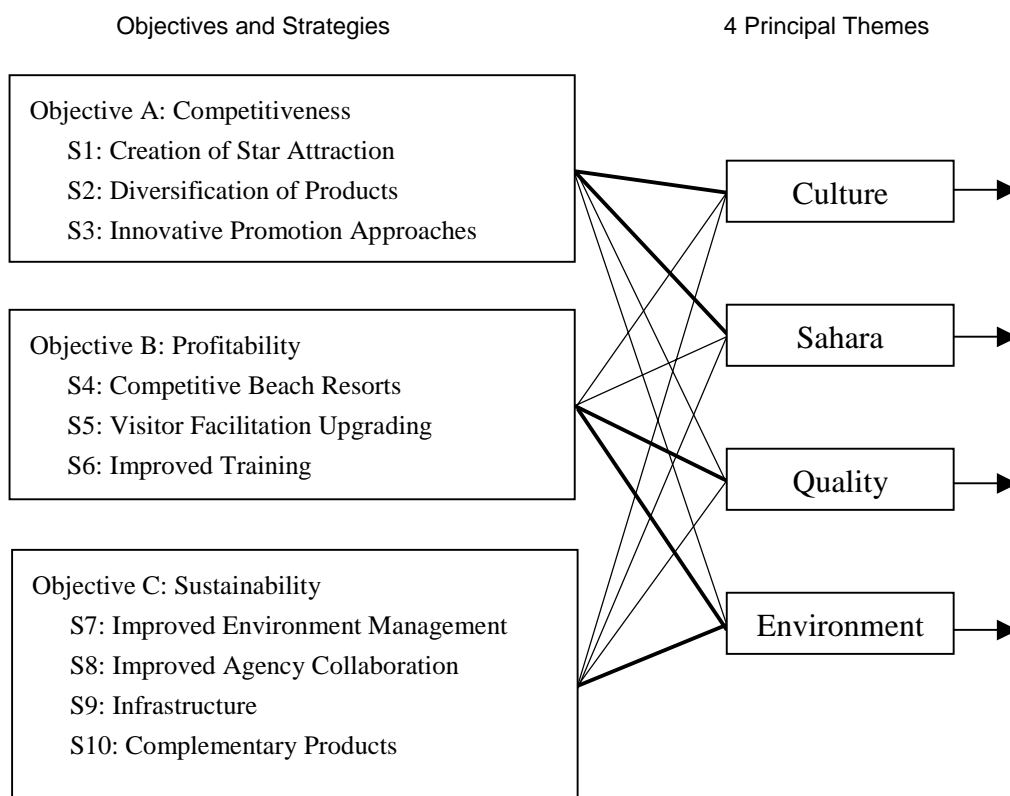 Objectives and Strategies
4 Principal Themes
Objective A: Competitiveness
S1: Creation of Star Attraction
S2: Diversification of Products
S3: Innovative Promotion Approaches
Objective B: Profitability
S4: Competitive Beach Resorts
S5: Visitor Facilitation Upgrading
S6: Improved Training
Objective C: Sustainability
S7: Improved Environment Management
S8: Improved Agency Collaboration
S9: Infrastructure
S10: Complementary Products
Culture
Sahara
Quality
Environment